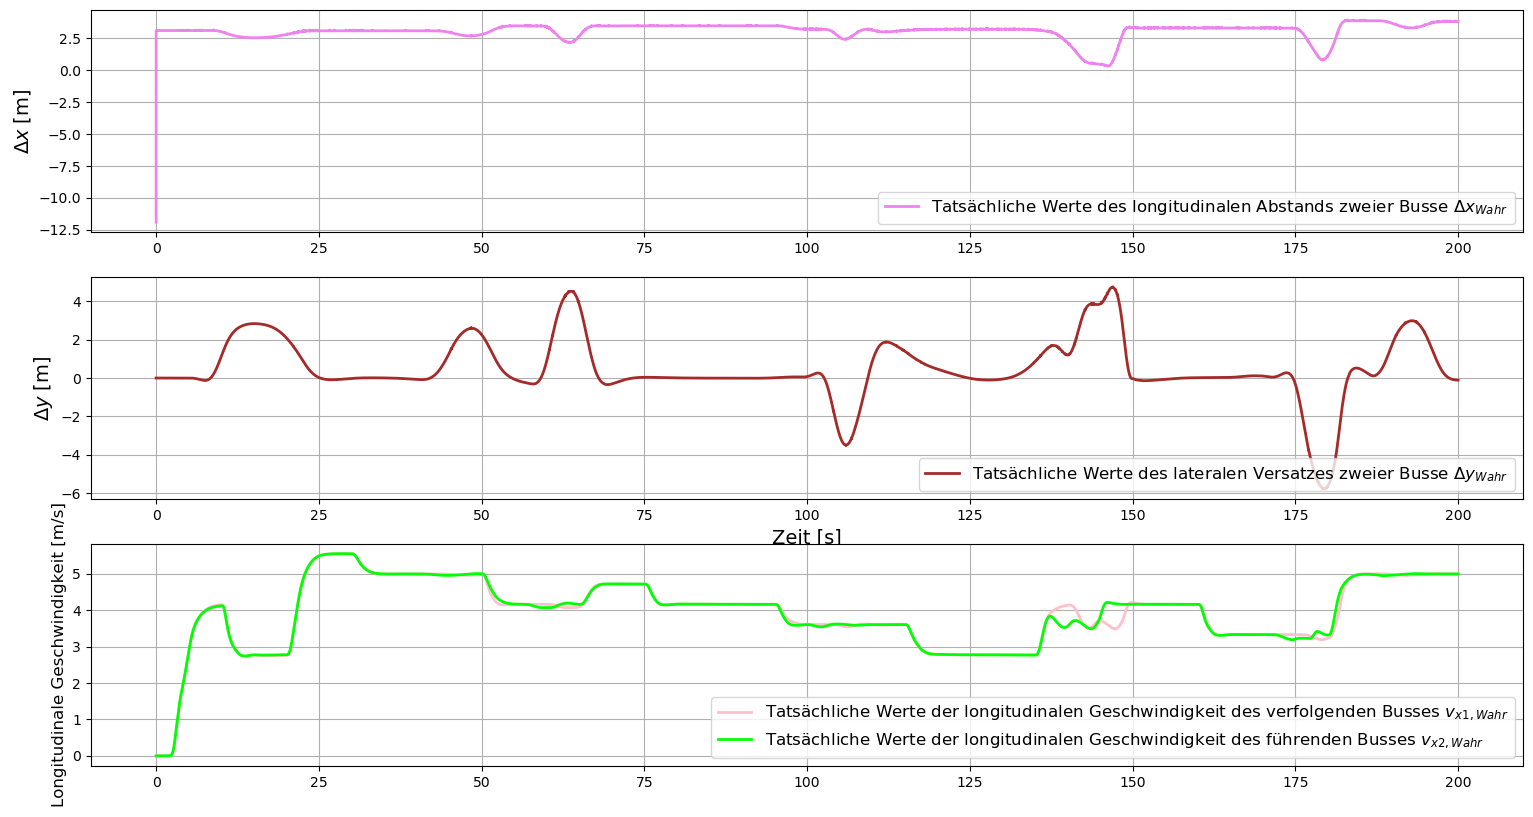 Δx [m]
2.5
0.0
−2.5
−5.0
−7.5
−10.0
−12.5
Tatsächliche Werte des longitudinalen Abstands zweier Busse Δx_Wahr
0 25 50 75 100 125 150 175 200
Δy [m]
4
2
0
−2
−4
−6
Tatsächliche Werte des lateralen Versatzes zweier Busse Δy_Wahr
0 25 50 75 100 125 150 175 200
Zeit [s]
Longitudinale Geschwindigkeit [m/s]
5
4
3
2
1
0
Tatsächliche Werte der longitudinalen Geschwindigkeit des verfolgenden Busses v_x1,Wahr
Tatsächliche Werte der longitudinalen Geschwindigkeit des führenden Busses v_x2,Wahr
0 25 50 75 100 125 150 175 200